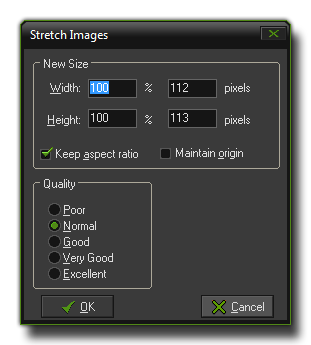 Stretch Images
New Size
Width: 100 % 112 pixels
Height: 100 % 113 pixels
Keep aspect ratio Maintain origin
Quality
Poor
Normal
Good
Very Good
Excellent
OK Cancel